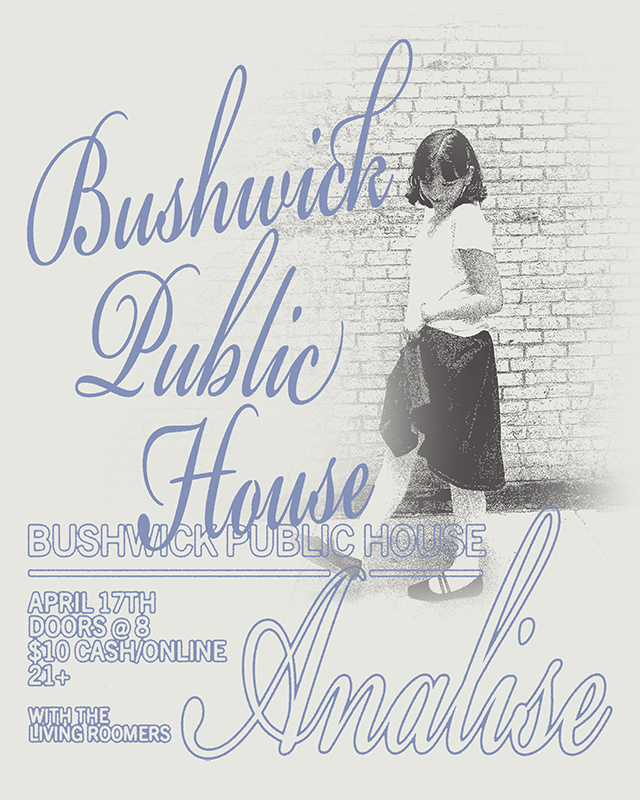 Bushwick
Public
House
BUSHWICK PUBLIC HOUSE
APRIL 17TH
DOORS @ 8
$10 CASH/ONLINE
21+
WITH THE
LIVING ROOMERS
Analise